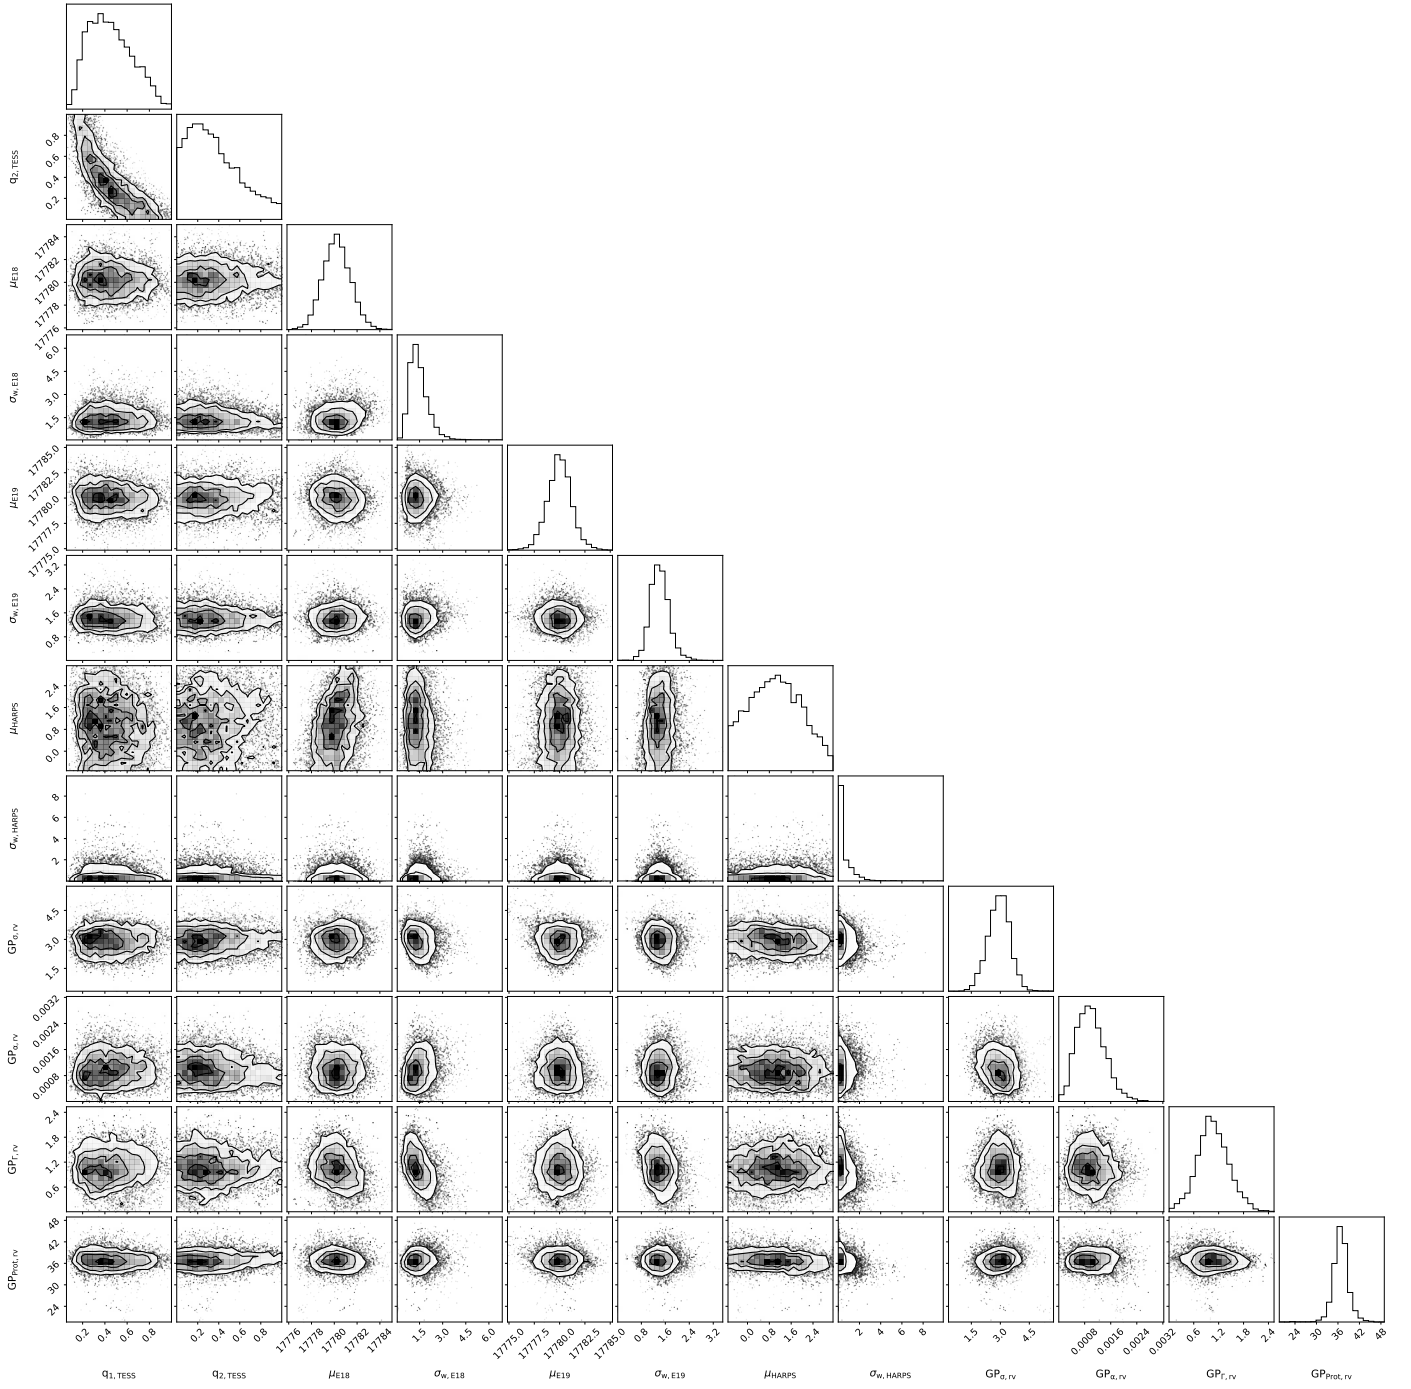 0.8
0.6
0.4
0.2
q2, TESS
17784
17782
17780
17778
17776
μE18
6.0
4.5
3.0
1.5
σw, E18
17785.0
17782.5
17780.0
17777.5
17775.0
μE19
3.2
2.4
1.6
0.8
σw, E19
2.4
1.6
0.8
0.0
μHARPS
8
6
4
2
σw, HARPS
4.5
3.0
1.5
GPσ, rv
0.0032
0.0024
0.0016
0.0008
GPα, rv
2.4
1.8
1.2
0.6
GPΓ, rv
48
42
36
30
24
GPProt, rv
0.2 0.4 0.6 0.8
0.2 0.4 0.6 0.8
17776 17778 17780 17782 17784
1.5 3.0 4.5 6.0
17775.0 17777.5 17780.0 17782.5 17785.0
0.8 1.6 2.4 3.2
0.0 0.8 1.6 2.4
2 4 6 8
1.5 3.0 4.5
0.0008 0.0016 0.0024 0.0032
0.6 1.2 1.8 2.4
24 30 36 42 48
q1, TESS
q2, TESS
μE18
σw, E18
μE19
σw, E19
μHARPS
σw, HARPS
GPσ, rv
GPα, rv
GPΓ, rv
GPProt, rv